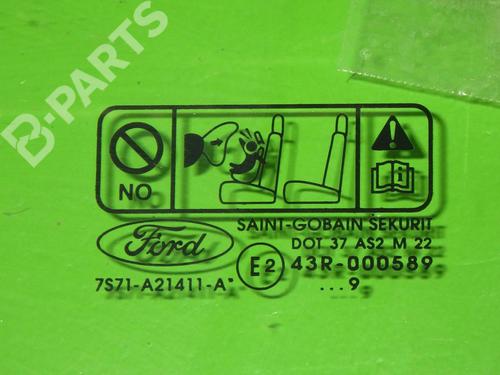 B-PARTS
NO
Ford
SAINT-GOBAIN SEKURIT
DOT 37 AS2 M 22
E2
43R-000589
7S71-A21411-A*
...9